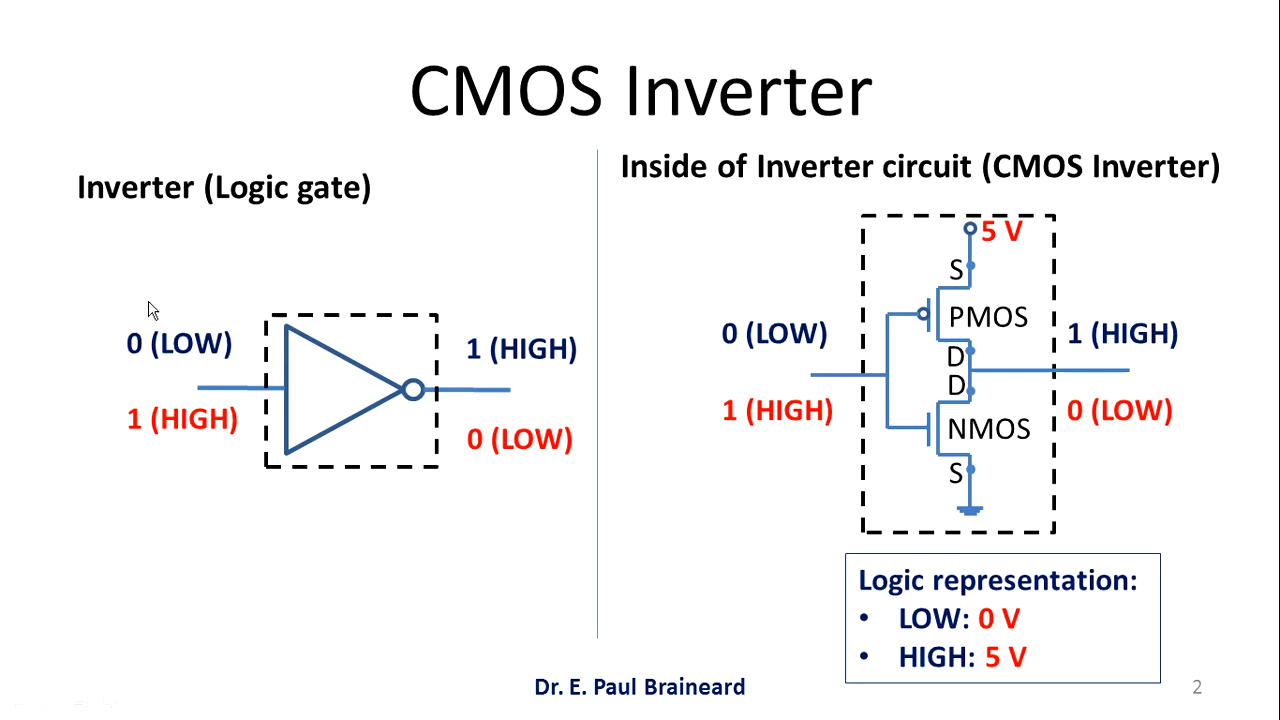 CMOS Inverter
Inverter (Logic gate)
0 (LOW)
1 (HIGH)
1 (HIGH)
0 (LOW)
Inside of Inverter circuit (CMOS Inverter)
5 V
S
PMOS
0 (LOW)
1 (HIGH)
D
D
1 (HIGH)
0 (LOW)
NMOS
S
Logic representation:
• LOW: 0 V
• HIGH: 5 V
Dr. E. Paul Braineard
2